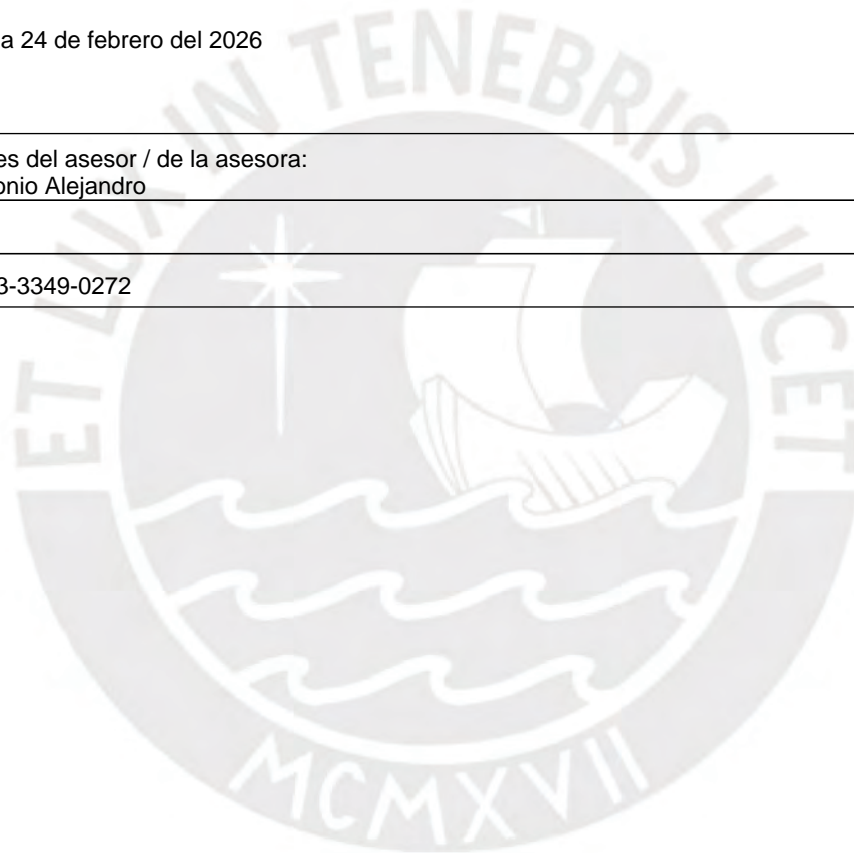 a 24 de febrero del 2026
es del asesor / de la asesora:
onio Alejandro
3-3349-0272
ET LUX IN TENEBRIS LUCET
MCMXVII